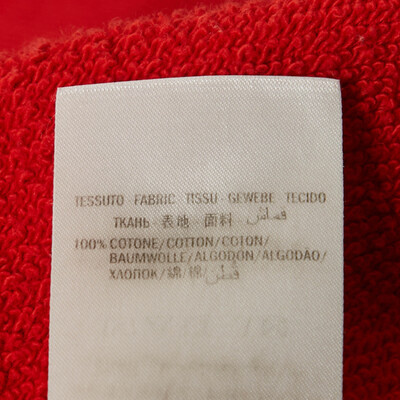 TESSUTO · FABRIC · TISSU · GEWEBE · TECIDO
ТКАНЬ · 表地 · 面料 · قماش
100% COTONE/COTTON/COTON/
BAUMWOLLE/ALGODÓN/ALGODÃO/
ХЛОПОК/綿/棉/قطن